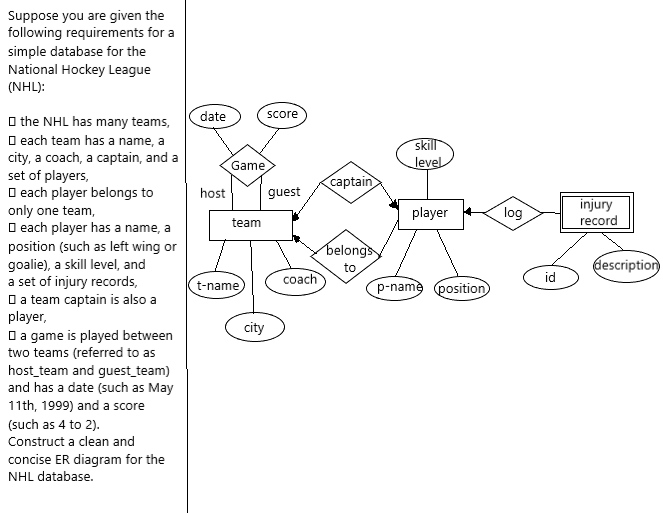 Suppose you are given the
following requirements for a
simple database for the
National Hockey League
(NHL):
▯ the NHL has many teams,
▯ each team has a name, a
city, a coach, a captain, and a
set of players,
▯ each player belongs to
only one team,
▯ each player has a name, a
position (such as left wing or
goalie), a skill level, and
a set of injury records,
▯ a team captain is also a
player,
▯ a game is played between
two teams (referred to as
host_team and guest_team)
and has a date (such as May
11th, 1999) and a score
(such as 4 to 2).
Construct a clean and
concise ER diagram for the
NHL database.
date
score
Game
host
guest
team
t-name
city
coach
captain
belongs
to
skill
level
player
p-name
position
log
injury
record
id
description